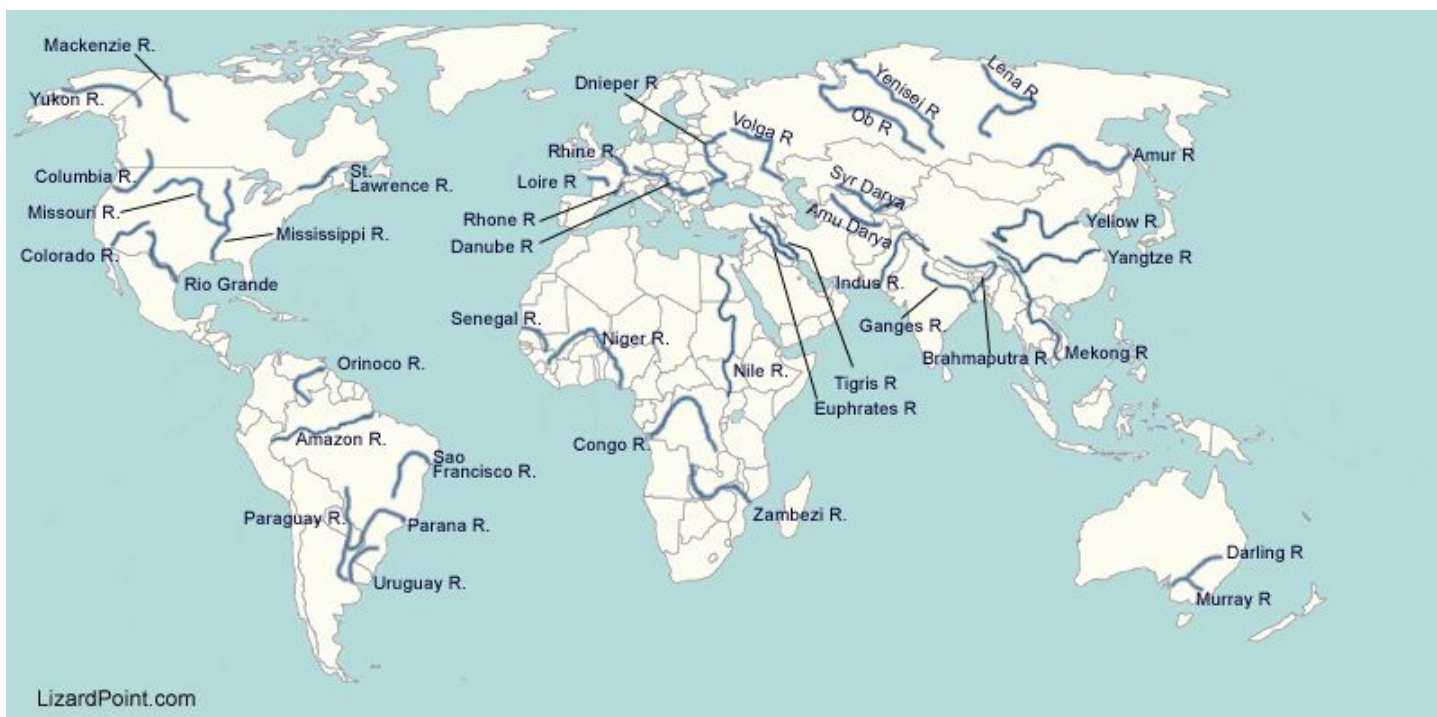 Mackenzie R.
Yukon R.
Columbia R.
Missouri R.
Colorado R.
Rio Grande
Mississippi R.
St.
Lawrence R.
Orinoco R.
Amazon R.
Sao
Francisco R.
Paraguay R.
Parana R.
Uruguay R.
Dnieper R
Rhine R
Loire R
Rhone R
Danube R
Volga R
Ob R
Yenisei R
Lena R
Amur R
Syr Darya
Amu Darya
Yellow R.
Yangtze R
Indus R.
Ganges R.
Brahmaputra R
Mekong R
Tigris R
Euphrates R
Senegal R.
Niger R.
Nile R.
Congo R.
Zambezi R.
Darling R
Murray R
LizardPoint.com